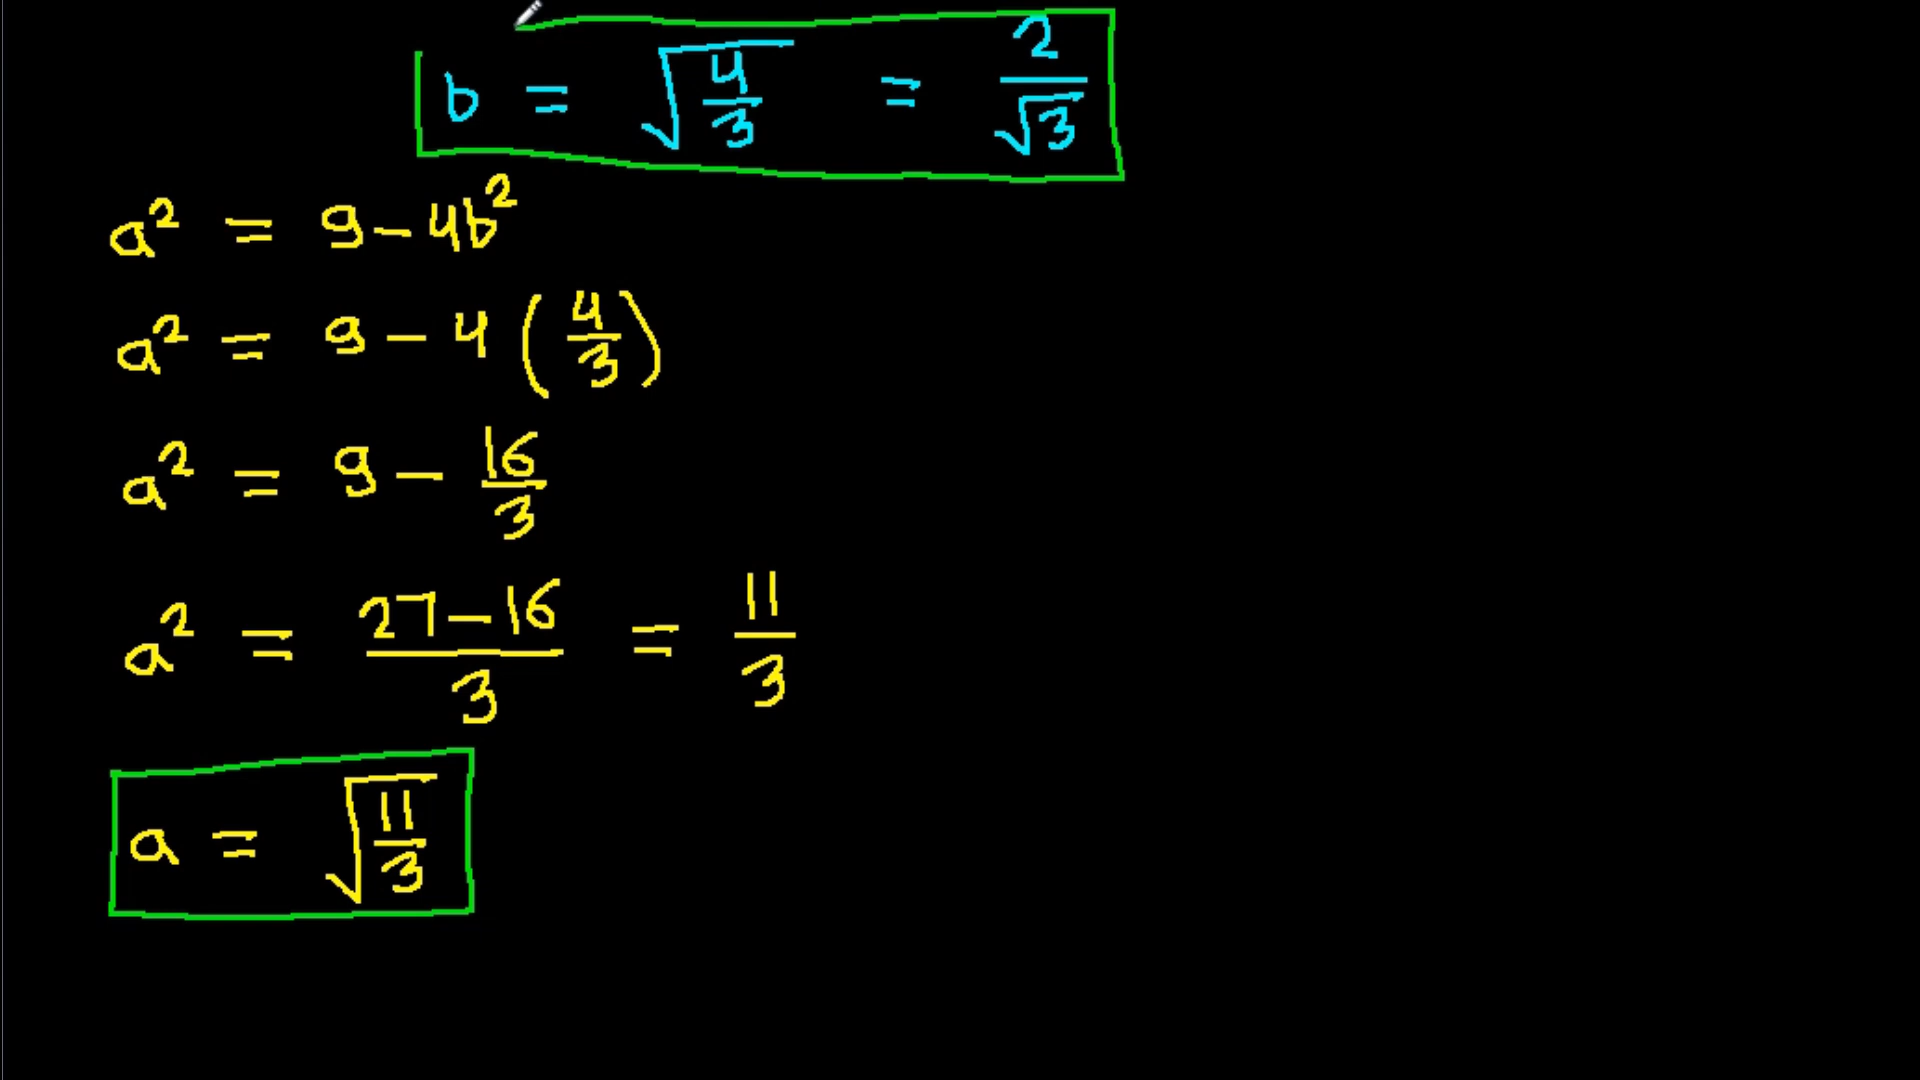 b = √(4/3) = 2/√3
a² = 9 - 4b²
a² = 9 - 4(4/3)
a² = 9 - 16/3
a² = (27 - 16)/3 = 11/3
a = √(11/3)